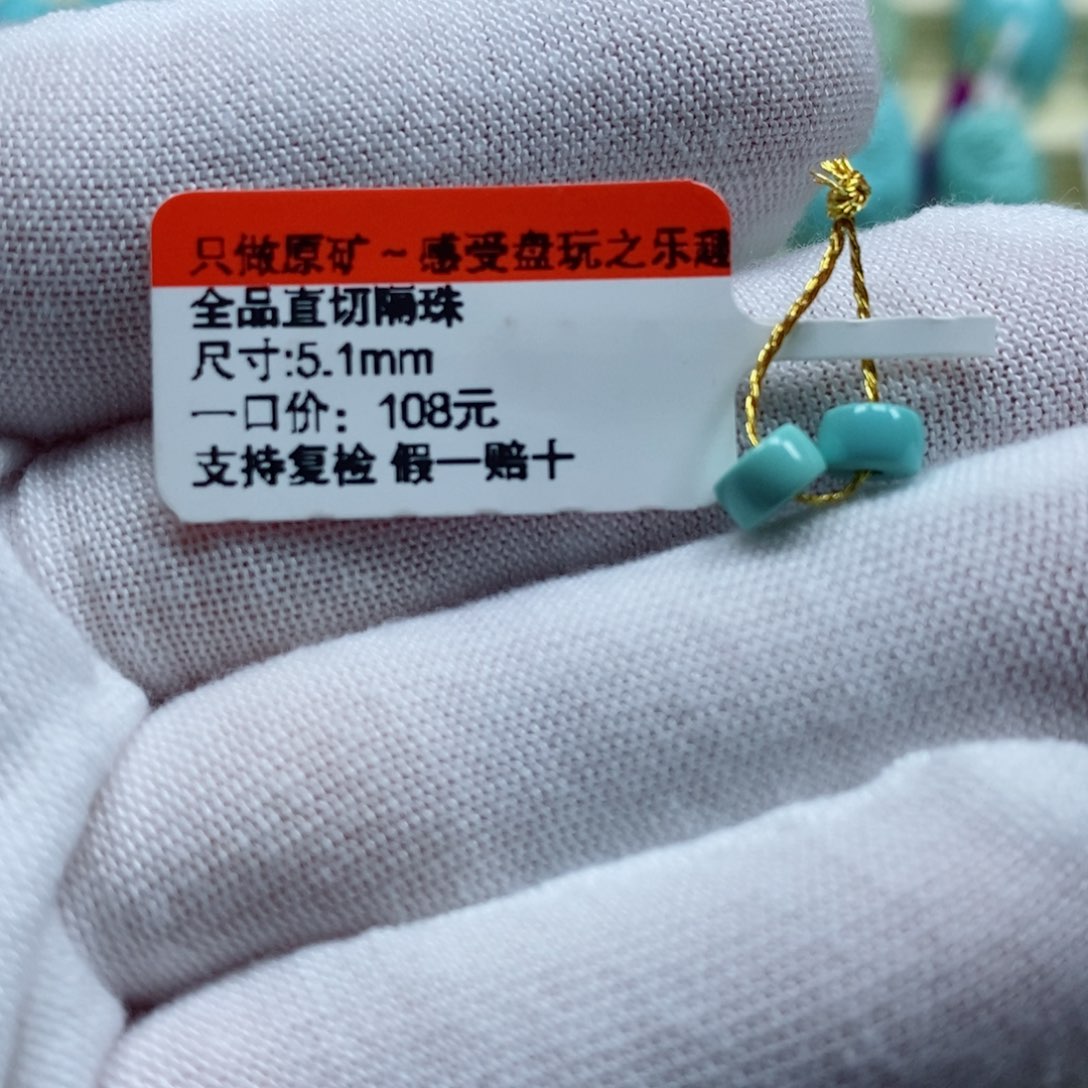 只做原矿~感受盘玩之乐趣
全品直切隔珠
尺寸:5.1mm
一口价：108元
支持复检 假一赔十